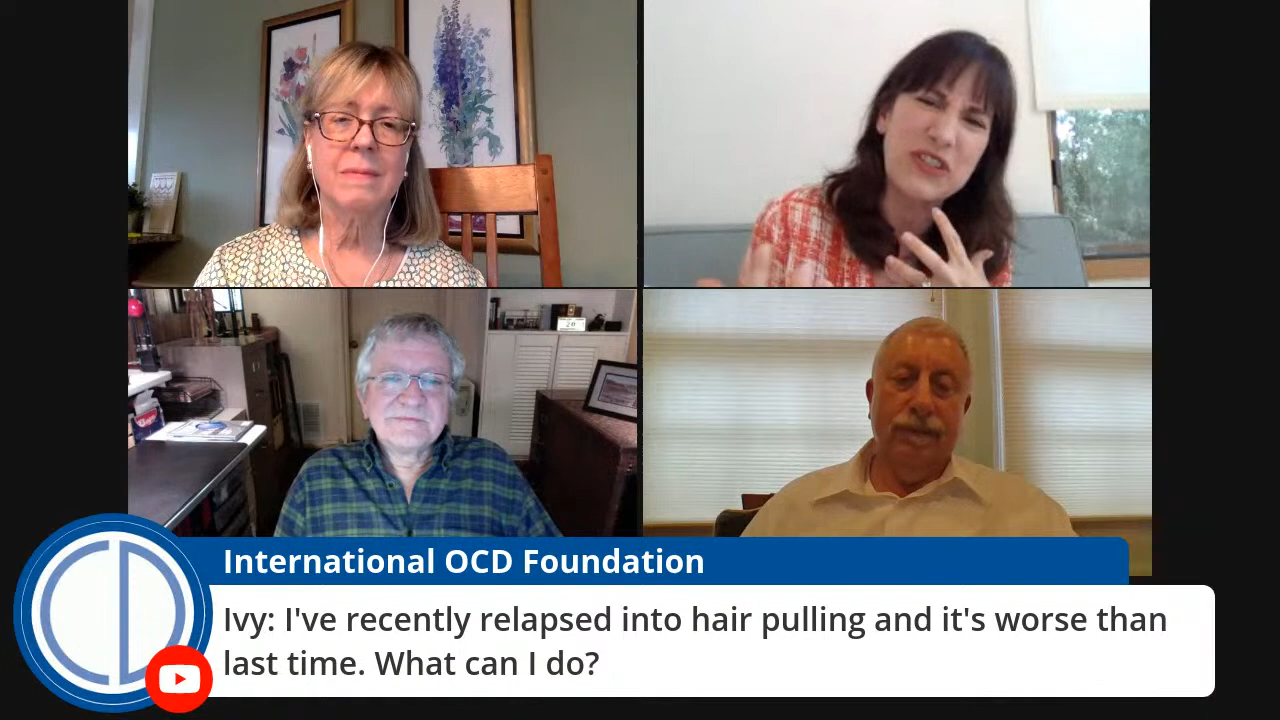 International OCD Foundation
Ivy: I've recently relapsed into hair pulling and it's worse than
last time. What can I do?